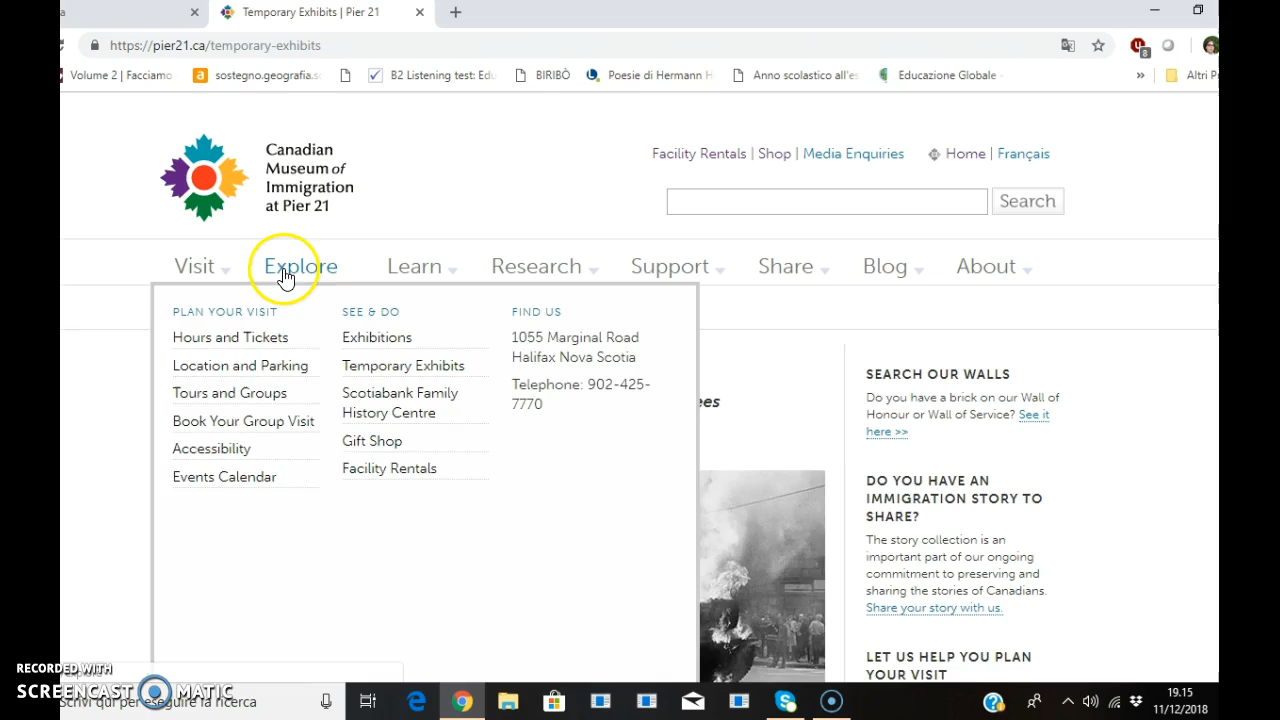 a
Temporary Exhibits | Pier 21
https://pier21.ca/temporary-exhibits
8
Volume 2 | Facciamo
a sostegno.geografia.s
B2 Listening test: Edu
BIRIBÒ
Poesie di Hermann H
Anno scolastico all'es
Educazione Globale -
»
Altri P
Canadian
Museum of
Immigration
at Pier 21
Facility Rentals | Shop | Media Enquiries
Home | Français
Search
Visit
Explore
Learn
Research
Support
Share
Blog
About
PLAN YOUR VISIT
Hours and Tickets
Location and Parking
Tours and Groups
Book Your Group Visit
Accessibility
Events Calendar
SEE & DO
Exhibitions
Temporary Exhibits
Scotiabank Family
History Centre
Gift Shop
Facility Rentals
FIND US
1055 Marginal Road
Halifax Nova Scotia
Telephone: 902-425-
7770
ees
SEARCH OUR WALLS
Do you have a brick on our Wall of
Honour or Wall of Service? See it
here >>
DO YOU HAVE AN
IMMIGRATION STORY TO
SHARE?
The story collection is an
important part of our ongoing
commitment to preserving and
sharing the stories of Canadians.
Share your story with us.
LET US HELP YOU PLAN
YOUR VISIT
RECORDED WITH
SCREENCAST MATIC
Scrivi qui per eseguire la ricerca
19.15
11/12/2018